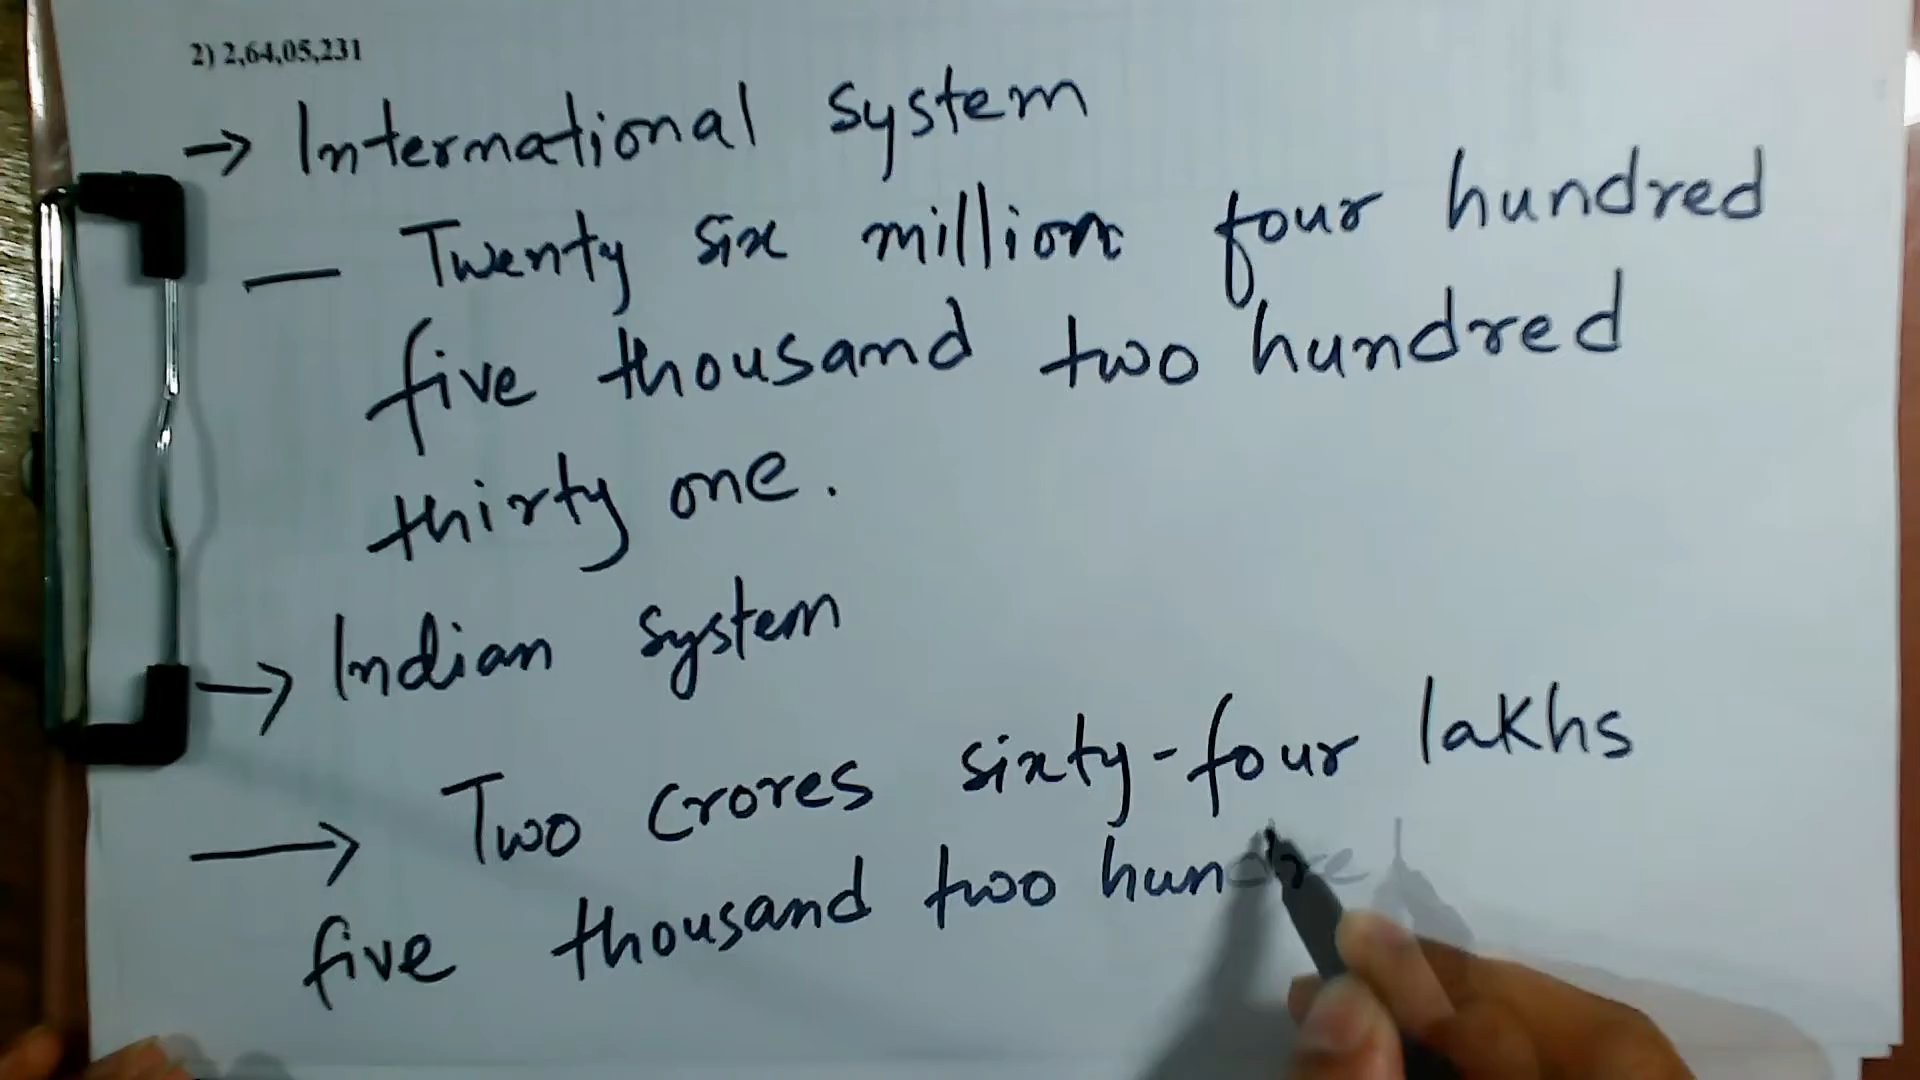 2) 2,64,05,231
→ International system
— Twenty six million four hundred
five thousand two hundred
thirty one.
→ Indian system
→ Two crores sixty-four lakhs
five thousand two hundre